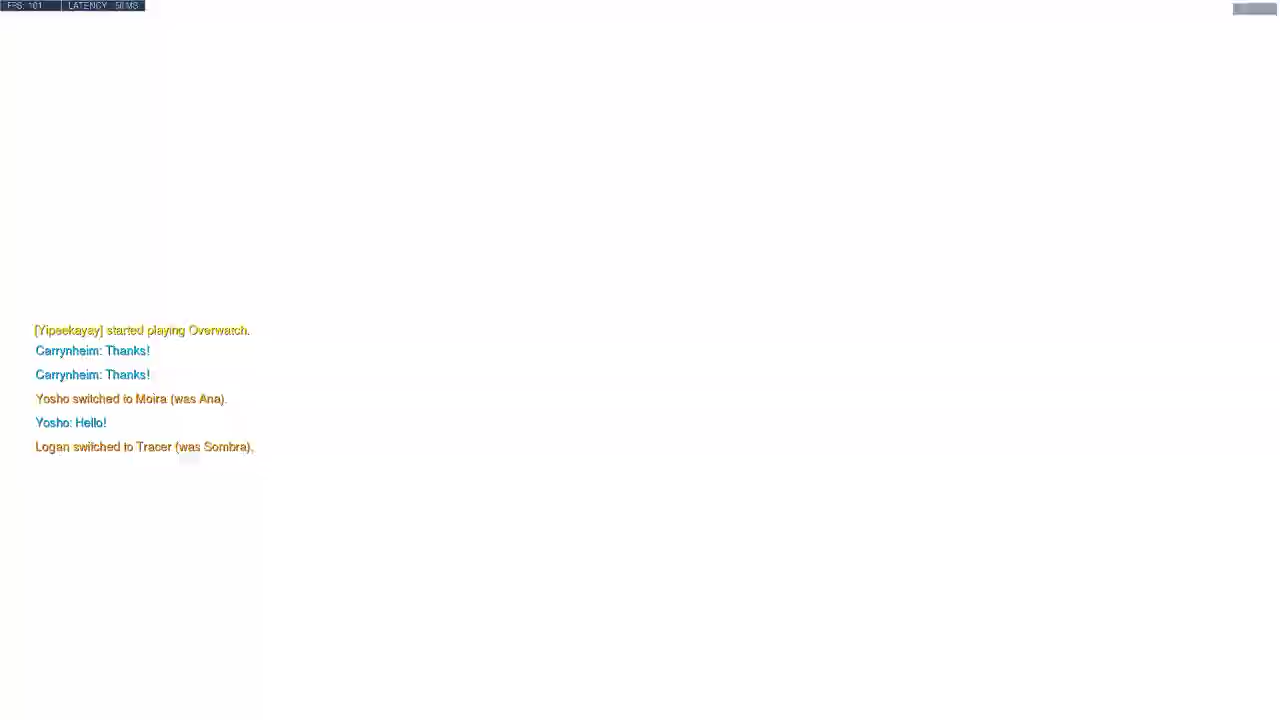 FPS: 101 LATENCY 50 MS
[Yipeekayay] started playing Overwatch.
Carrynheim: Thanks!
Carrynheim: Thanks!
Yosho switched to Moira (was Ana).
Yosho: Hello!
Logan switched to Tracer (was Sombra).